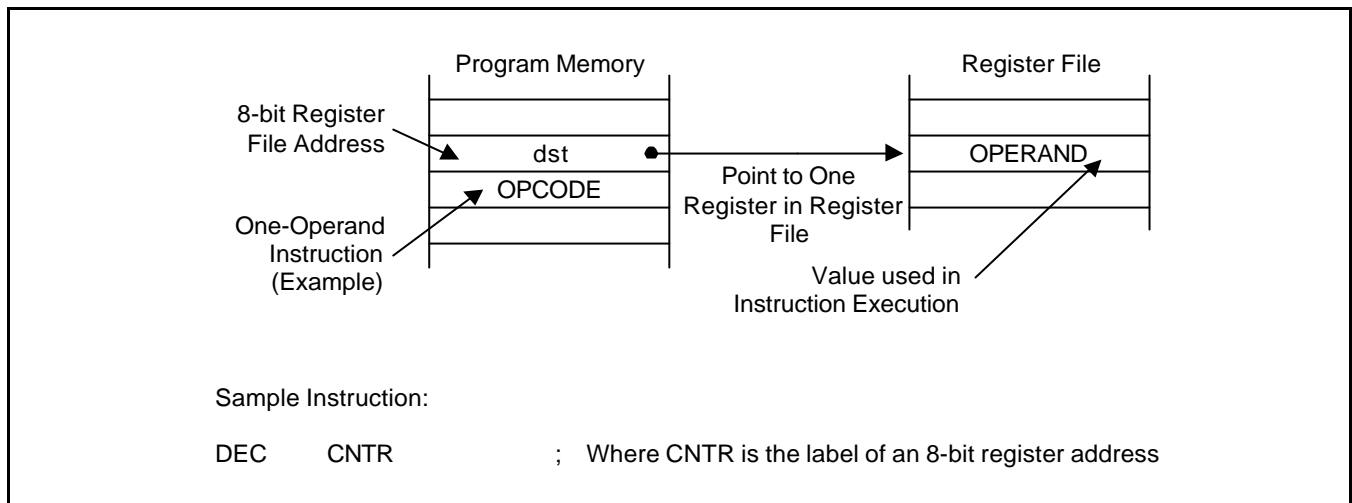 Program Memory
Register File
8-bit Register
File Address
dst
OPERAND
OPCODE
Point to One
Register in Register
File
One-Operand
Instruction
(Example)
Value used in
Instruction Execution
Sample Instruction:
DEC CNTR ; Where CNTR is the label of an 8-bit register address